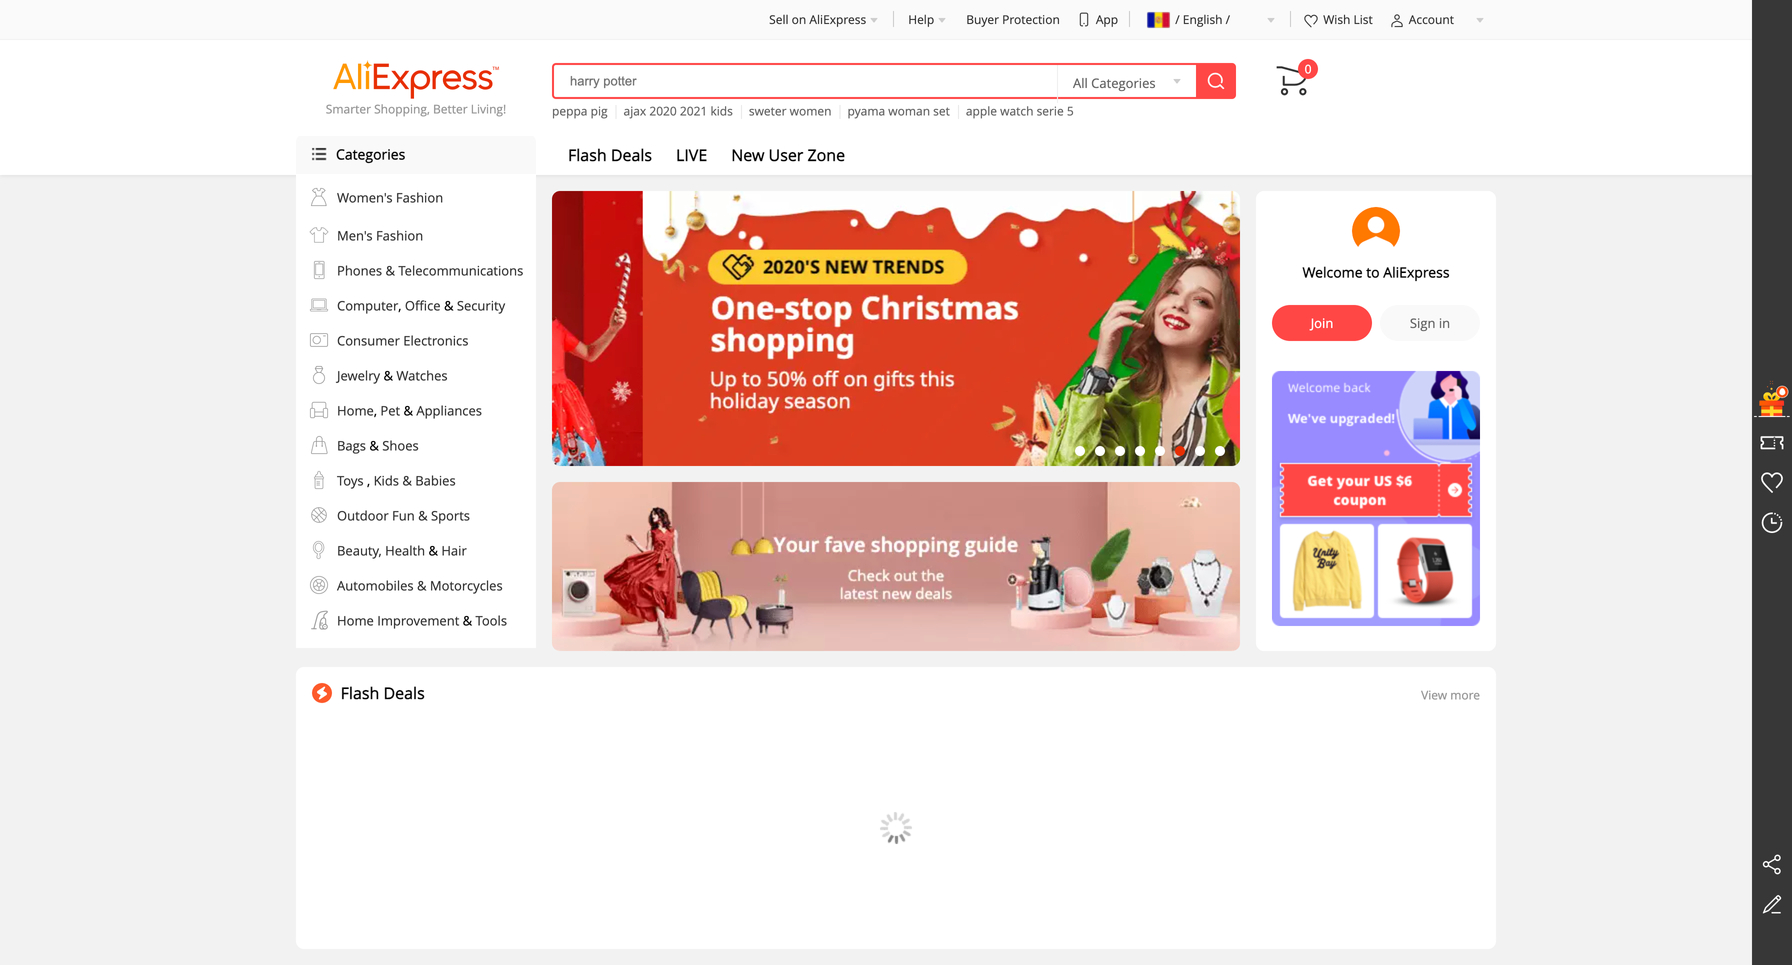 Sell on AliExpress
Help
Buyer Protection
App
/ English /
Wish List
Account
AliExpress™
Smarter Shopping, Better Living!
harry potter
All Categories
0
peppa pig
ajax 2020 2021 kids
sweter women
pyama woman set
apple watch serie 5
Categories
Flash Deals
LIVE
New User Zone
Women's Fashion
Men's Fashion
Phones & Telecommunications
Computer, Office & Security
Consumer Electronics
Jewelry & Watches
Home, Pet & Appliances
Bags & Shoes
Toys , Kids & Babies
Outdoor Fun & Sports
Beauty, Health & Hair
Automobiles & Motorcycles
Home Improvement & Tools
2020'S NEW TRENDS
One-stop Christmas
shopping
Up to 50% off on gifts this
holiday season
Your fave shopping guide
Check out the
latest new deals
Welcome to AliExpress
Join
Sign in
Welcome back
We've upgraded!
Get your US $6
coupon
Unity
Bay
Flash Deals
View more